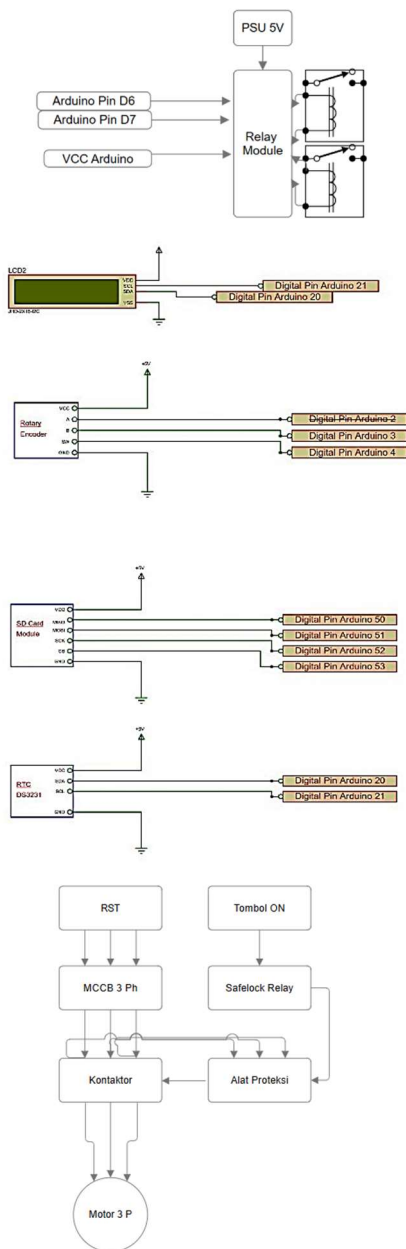 PSU 5V
Arduino Pin D6
Arduino Pin D7
VCC Arduino
Relay
Module
LCD2
VCC
SCL
SDA
VSS
Digital Pin Arduino 21
Digital Pin Arduino 20
+5V
Rotary
Encoder
VCC
A
B
SW
GND
Digital Pin Arduino 2
Digital Pin Arduino 3
Digital Pin Arduino 4
+5V
SD Card
Module
MOSI
SCK
GND
Digital Pin Arduino 50
Digital Pin Arduino 51
Digital Pin Arduino 52
Digital Pin Arduino 53
+5V
RTC
DS3231
VCC
SDA
SCL
GND
Digital Pin Arduino 20
Digital Pin Arduino 21
RST
Tombol ON
MCCB 3 Ph
Safelock Relay
Kontaktor
Alat Proteksi
Motor 3 P